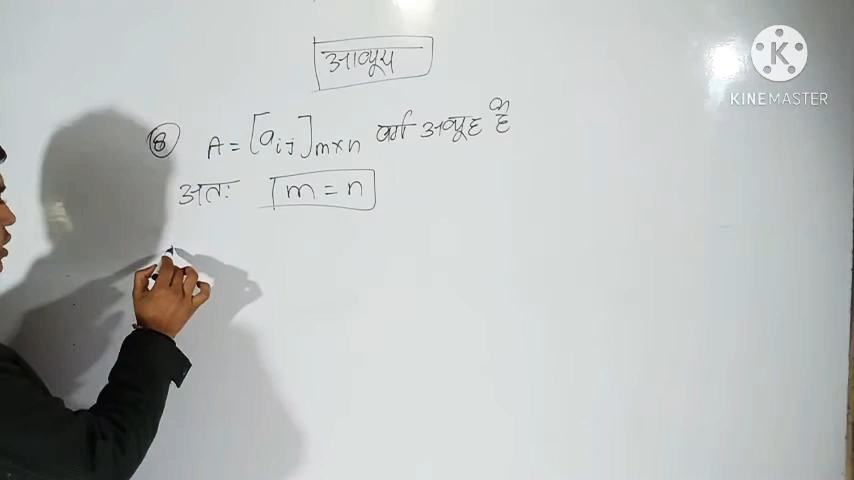 आव्यूय
K
KINEMASTER
8 A = [aij]m×n वर्ग अव्यूह है
अतः m = n